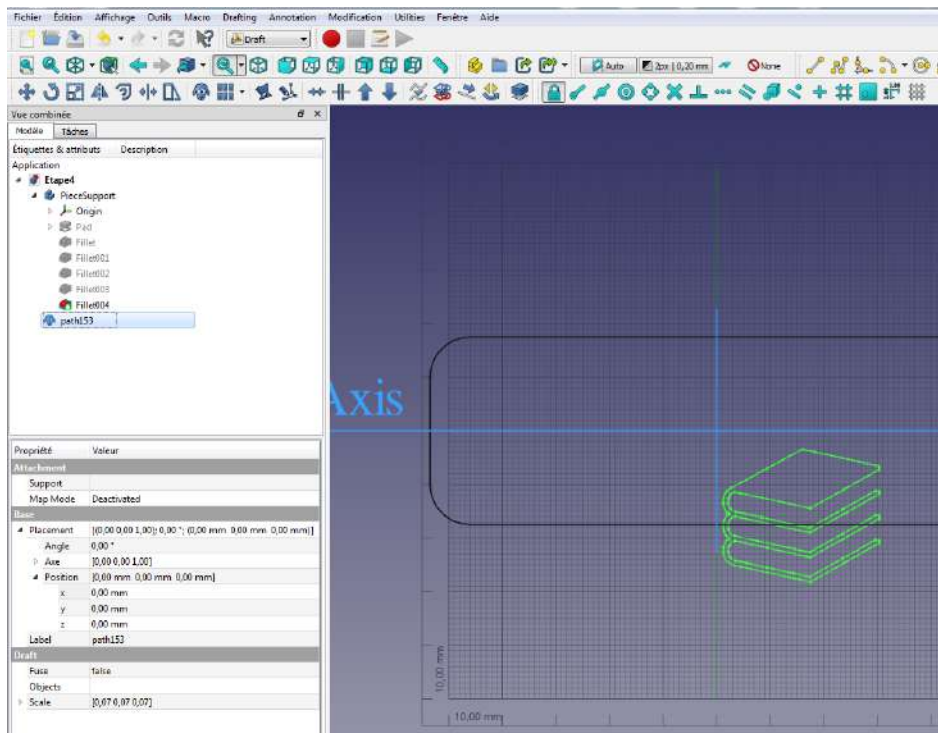 Fichier Édition Affichage Outils Macro Drafting Annotation Modification Utilities Fenêtre Aide
Draft
Auto 2px | 0,20 mm None
Vue combinée
Modèle Tâches
Étiquettes & attributs Description
Application
Etape4
PieceSupport
Origin
Pad
Fillet
Fillet001
Fillet002
Fillet003
Fillet004
path153
Axis
Propriété Valeur
Attachment
Support
Map Mode Deactivated
Base
Placement [(0,00 0,00 1,00); 0,00 °; (0,00 mm 0,00 mm 0,00 mm)]
Angle 0,00 °
Axe [0,00 0,00 1,00]
Position [0,00 mm 0,00 mm 0,00 mm]
x 0,00 mm
y 0,00 mm
z 0,00 mm
Label path153
Draft
Fuse false
Objects
Scale [0,07 0,07 0,07]
10,00 mm
10,00 mm